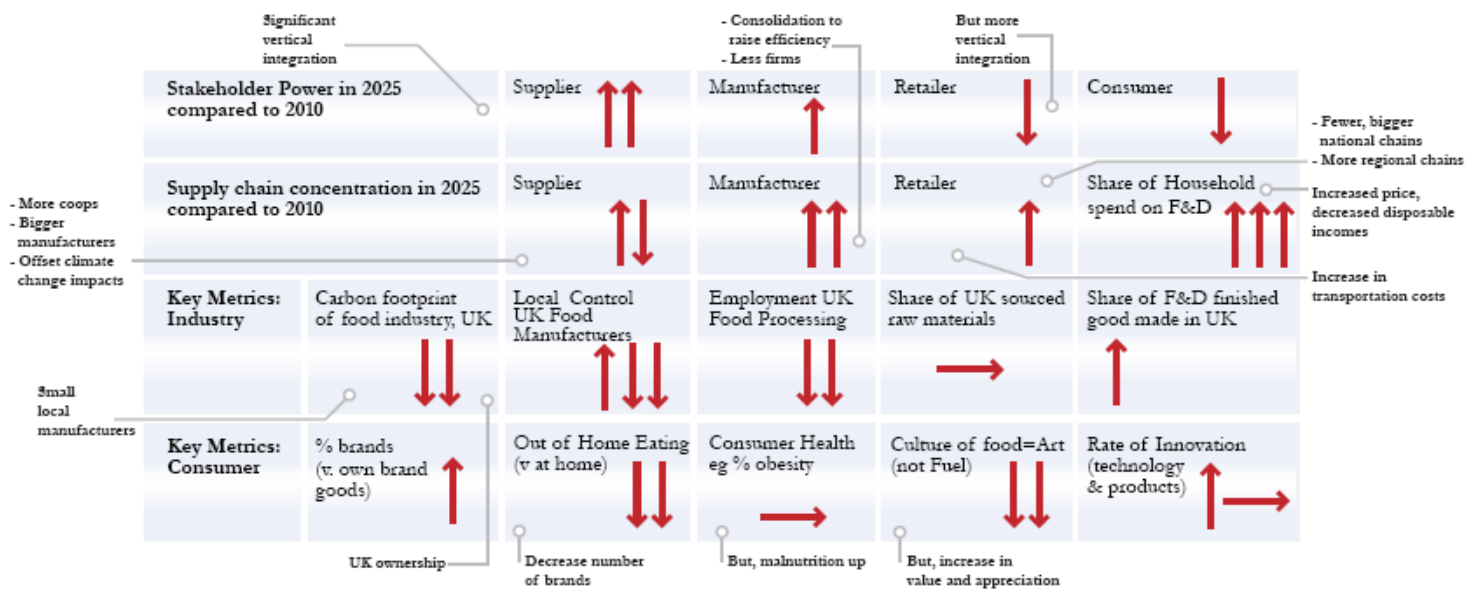 Significant
vertical
integration
- Consolidation to
raise efficiency
- Less firms
But more
vertical
integration
Stakeholder Power in 2025
compared to 2010
Supplier
Manufacturer
Retailer
Consumer
- Fewer, bigger
national chains
- More regional chains
Supply chain concentration in 2025
compared to 2010
Supplier
Manufacturer
Retailer
Share of Household
spend on F&D
Increased price,
decreased disposable
incomes
- More coops
- Bigger
manufacturers
- Offset climate
change impacts
Increase in
transportation costs
Key Metrics:
Industry
Carbon footprint
of food industry, UK
Local Control
UK Food
Manufacturers
Employment UK
Food Processing
Share of UK sourced
raw materials
Share of F&D finished
good made in UK
Small
local
manufacturers
Key Metrics:
Consumer
% brands
(v. own brand
goods)
Out of Home Eating
(v at home)
Consumer Health
eg % obesity
Culture of food=Art
(not Fuel)
Rate of Innovation
(technology
& products)
UK ownership
Decrease number
of brands
But, malnutrition up
But, increase in
value and appreciation